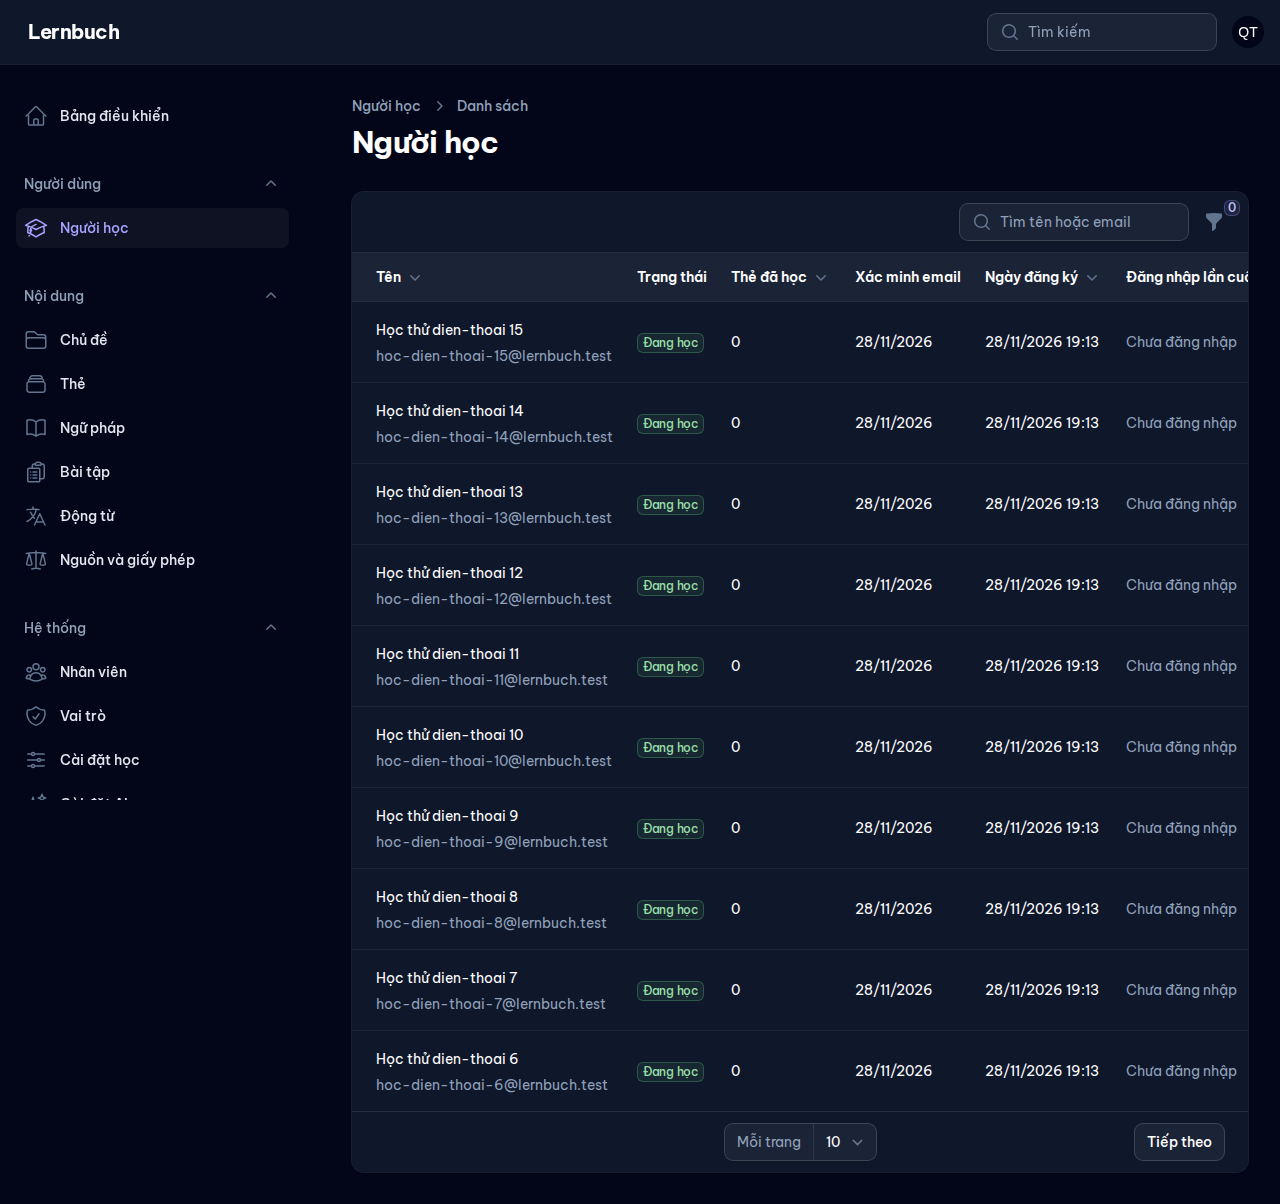 Lernbuch
Tìm kiếm
QT
Bảng điều khiển
Người dùng
Người học
Nội dung
Chủ đề
Thẻ
Ngữ pháp
Bài tập
Động từ
Nguồn và giấy phép
Hệ thống
Nhân viên
Vai trò
Cài đặt học
Người học
Danh sách
Người học
Tìm tên hoặc email
0
Tên Trạng thái Thẻ đã học Xác minh email Ngày đăng ký Đăng nhập lần
Học thử dien-thoai 15
hoc-dien-thoai-15@lernbuch.test
Đang học 0 28/11/2026 28/11/2026 19:13 Chưa đăng nhập
Học thử dien-thoai 14
hoc-dien-thoai-14@lernbuch.test
Đang học 0 28/11/2026 28/11/2026 19:13 Chưa đăng nhập
Học thử dien-thoai 13
hoc-dien-thoai-13@lernbuch.test
Đang học 0 28/11/2026 28/11/2026 19:13 Chưa đăng nhập
Học thử dien-thoai 12
hoc-dien-thoai-12@lernbuch.test
Đang học 0 28/11/2026 28/11/2026 19:13 Chưa đăng nhập
Học thử dien-thoai 11
hoc-dien-thoai-11@lernbuch.test
Đang học 0 28/11/2026 28/11/2026 19:13 Chưa đăng nhập
Học thử dien-thoai 10
hoc-dien-thoai-10@lernbuch.test
Đang học 0 28/11/2026 28/11/2026 19:13 Chưa đăng nhập
Học thử dien-thoai 9
hoc-dien-thoai-9@lernbuch.test
Đang học 0 28/11/2026 28/11/2026 19:13 Chưa đăng nhập
Học thử dien-thoai 8
hoc-dien-thoai-8@lernbuch.test
Đang học 0 28/11/2026 28/11/2026 19:13 Chưa đăng nhập
Học thử dien-thoai 7
hoc-dien-thoai-7@lernbuch.test
Đang học 0 28/11/2026 28/11/2026 19:13 Chưa đăng nhập
Học thử dien-thoai 6
hoc-dien-thoai-6@lernbuch.test
Đang học 0 28/11/2026 28/11/2026 19:13 Chưa đăng nhập
Mỗi trang 10
Tiếp theo